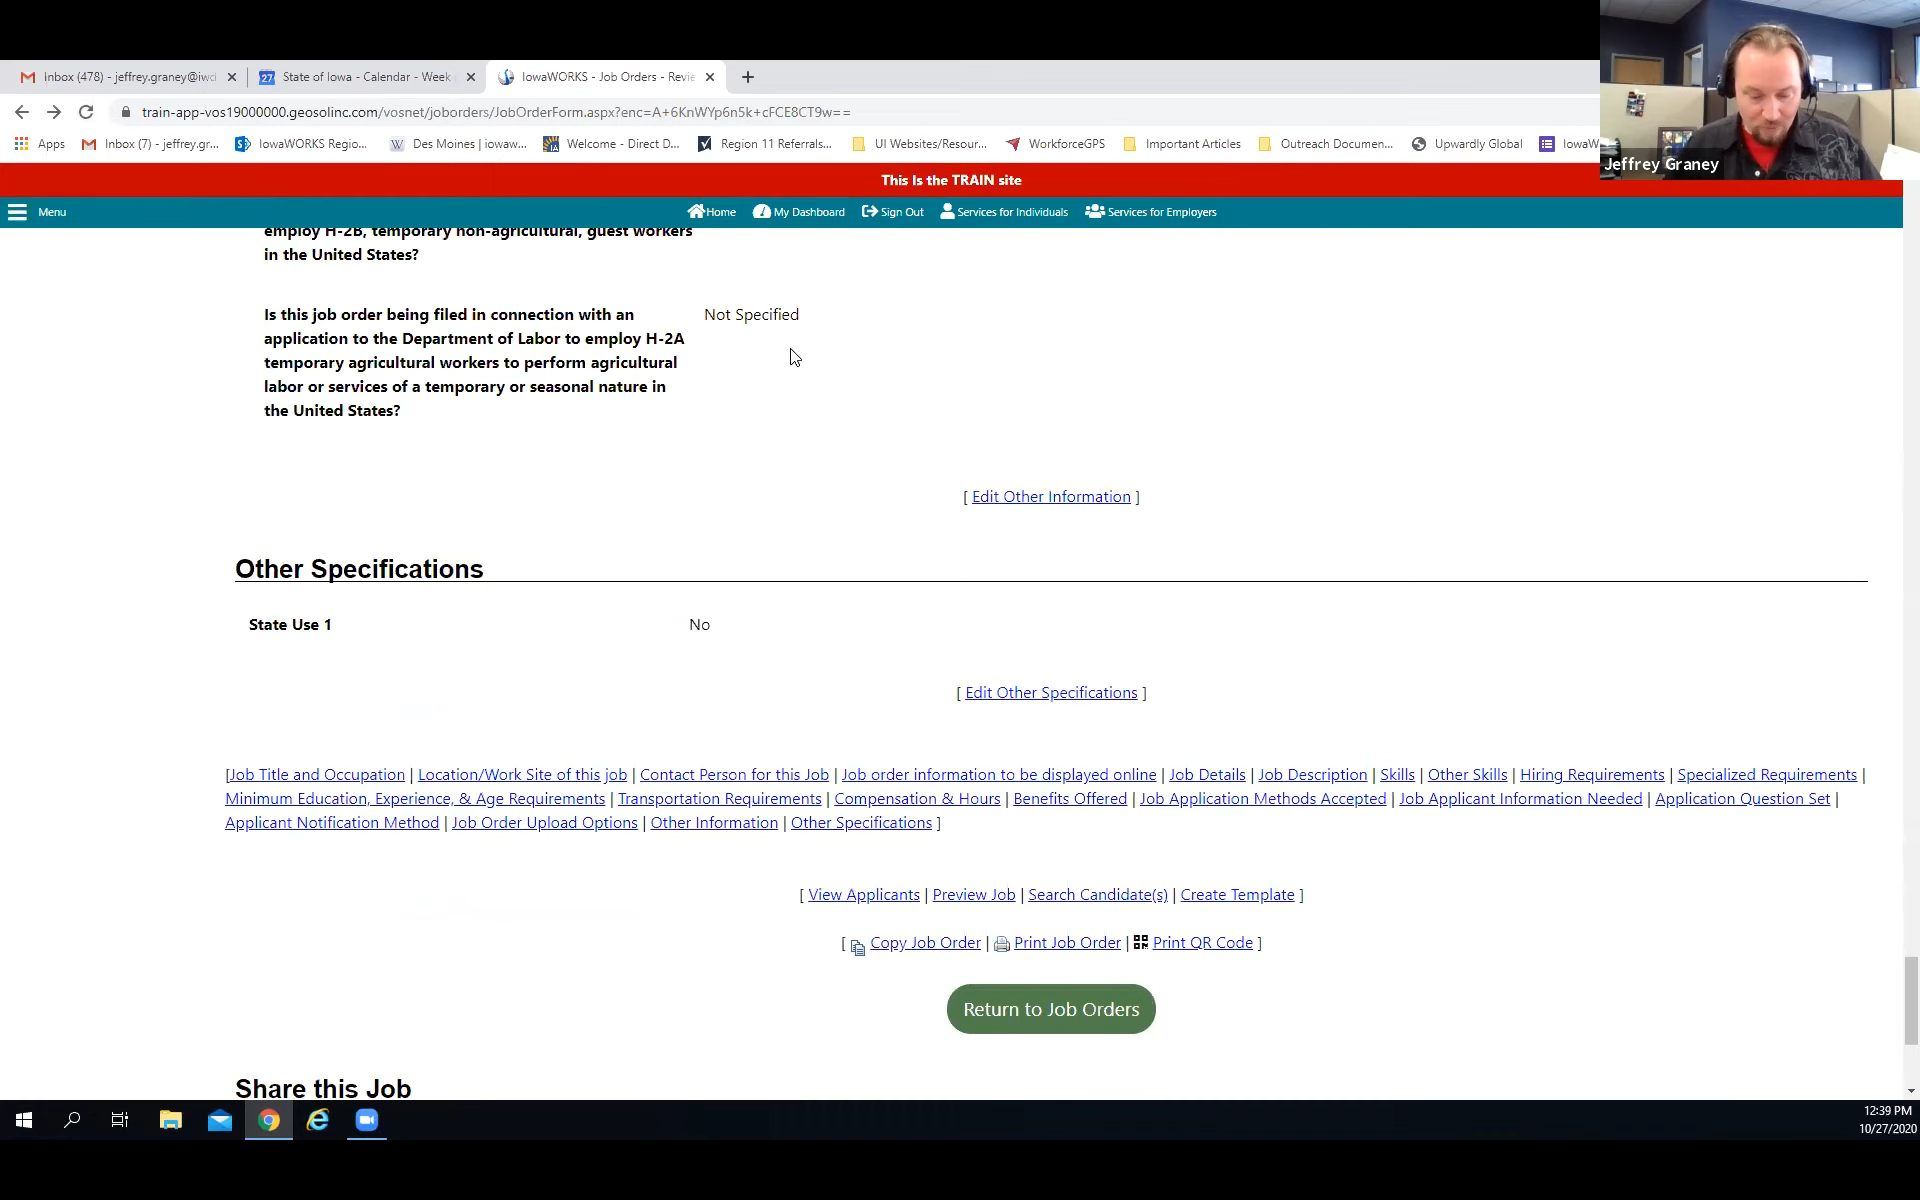 Inbox (478) - jeffrey.graney@iwd
State of Iowa - Calendar - Week
IowaWORKS - Job Orders - Revie
train-app-vos19000000.geosolinc.com/vosnet/joborders/JobOrderForm.aspx?enc=A+6KnWYp6n5k+cFCE8CT9w==
Apps
Inbox (7) - jeffrey.gr...
IowaWORKS Regio...
Des Moines | iowaw...
Welcome - Direct D...
Region 11 Referrals...
UI Websites/Resour...
WorkforceGPS
Important Articles
Outreach Documen...
Upwardly Global
IowaW
Jeffrey Graney
This Is the TRAIN site
Menu
Home
My Dashboard
Sign Out
Services for Individuals
Services for Employers
employ H-2B, temporary non-agricultural, guest workers
in the United States?
Is this job order being filed in connection with an
application to the Department of Labor to employ H-2A
temporary agricultural workers to perform agricultural
labor or services of a temporary or seasonal nature in
the United States?
Not Specified
[ Edit Other Information ]
Other Specifications
State Use 1
No
[ Edit Other Specifications ]
[Job Title and Occupation | Location/Work Site of this job | Contact Person for this Job | Job order information to be displayed online | Job Details | Job Description | Skills | Other Skills | Hiring Requirements | Specialized Requirements |
Minimum Education, Experience, & Age Requirements | Transportation Requirements | Compensation & Hours | Benefits Offered | Job Application Methods Accepted | Job Applicant Information Needed | Application Question Set |
Applicant Notification Method | Job Order Upload Options | Other Information | Other Specifications ]
[ View Applicants | Preview Job | Search Candidate(s) | Create Template ]
[ Copy Job Order | Print Job Order | Print QR Code ]
Return to Job Orders
Share this Job
12:39 PM
10/27/2020